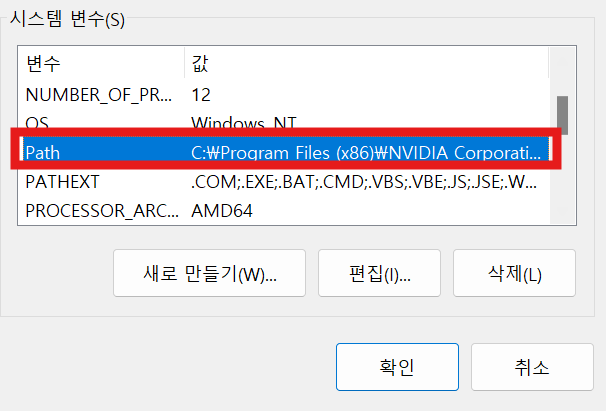 시스템 변수(S)
변수 값
NUMBER_OF_PR... 12
OS Windows_NT
Path C:₩Program Files (x86)₩NVIDIA Corporati...
PATHEXT .COM;.EXE;.BAT;.CMD;.VBS;.VBE;.JS;.JSE;.W...
PROCESSOR_ARC... AMD64
새로 만들기(W)... 편집(I)... 삭제(L)
확인 취소